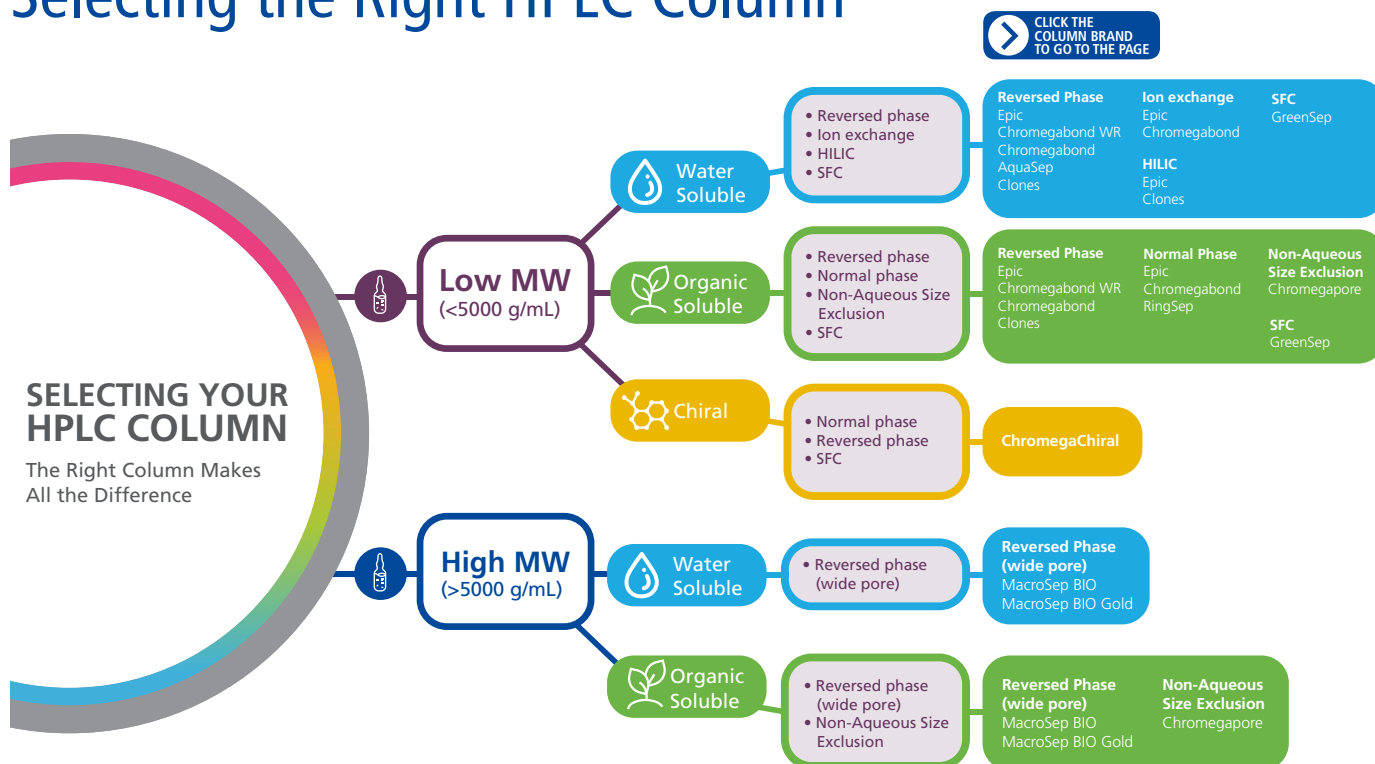 Selecting the Right HPLC Column
CLICK THE
COLUMN BRAND
TO GO TO THE PAGE
SELECTING YOUR
HPLC COLUMN
The Right Column Makes
All the Difference
Low MW
(<5000 g/mL)
Water
Soluble
• Reversed phase
• Ion exchange
• HILIC
• SFC
Reversed Phase
Epic
Chromegabond WR
Chromegabond
AquaSep
Clones
Ion exchange
Epic
Chromegabond
HILIC
Epic
Clones
SFC
GreenSep
Organic
Soluble
• Reversed phase
• Normal phase
• Non-Aqueous Size
Exclusion
• SFC
Reversed Phase
Epic
Chromegabond WR
Chromegabond
Clones
Normal Phase
Epic
Chromegabond
RingSep
Non-Aqueous
Size Exclusion
Chromegapore
SFC
GreenSep
Chiral
• Normal phase
• Reversed phase
• SFC
ChromegaChiral
High MW
(>5000 g/mL)
Water
Soluble
• Reversed phase
(wide pore)
Reversed Phase
(wide pore)
MacroSep BIO
MacroSep BIO Gold
Organic
Soluble
• Reversed phase
(wide pore)
• Non-Aqueous Size
Exclusion
Reversed Phase
(wide pore)
MacroSep BIO
MacroSep BIO Gold
Non-Aqueous
Size Exclusion
Chromegapore